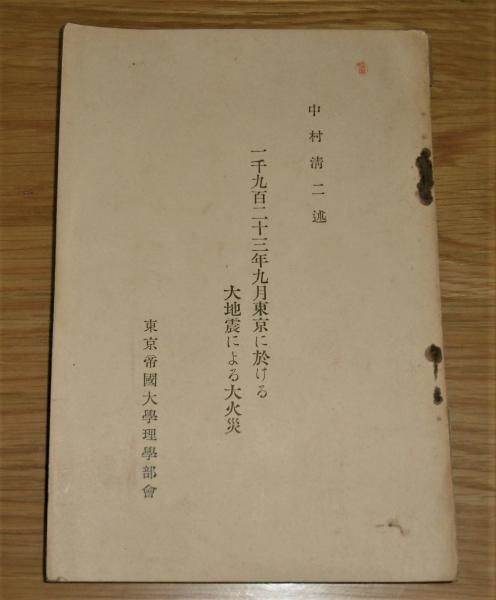 中村淸二述
一千九百二十三年九月東京に於ける
大地震による大火災
東京帝國大學理學部會